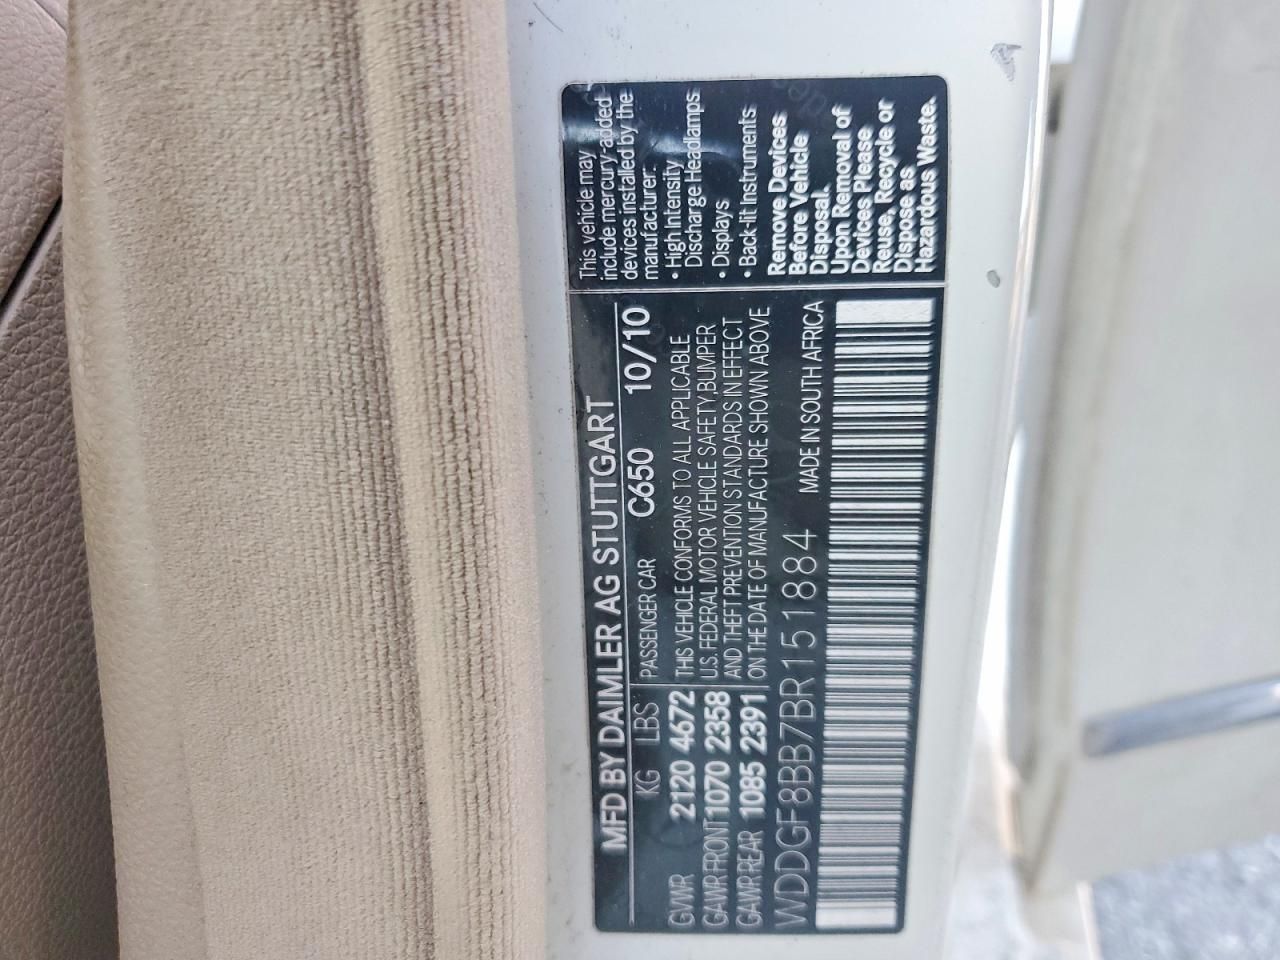 MFD BY DAIMLER AG STUTTGART
KG LBS PASSENGER CAR C650 10/10
GVWR 2120 4672
GAWR FRONT 1070 2358
GAWR REAR 1085 2391
THIS VEHICLE CONFORMS TO ALL APPLICABLE
U.S. FEDERAL MOTOR VEHICLE SAFETY, BUMPER
AND THEFT PREVENTION STANDARDS IN EFFECT
ON THE DATE OF MANUFACTURE SHOWN ABOVE
WDDGF8BB7BR151884 MADE IN SOUTH AFRICA
This vehicle may
include mercury-added
devices installed by the
manufacturer:
• High Intensity
Discharge Headlamps
• Displays
• Back-lit Instruments
Remove Devices
Before Vehicle
Disposal.
Upon Removal of
Devices Please
Reuse, Recycle or
Dispose as
Hazardous Waste.